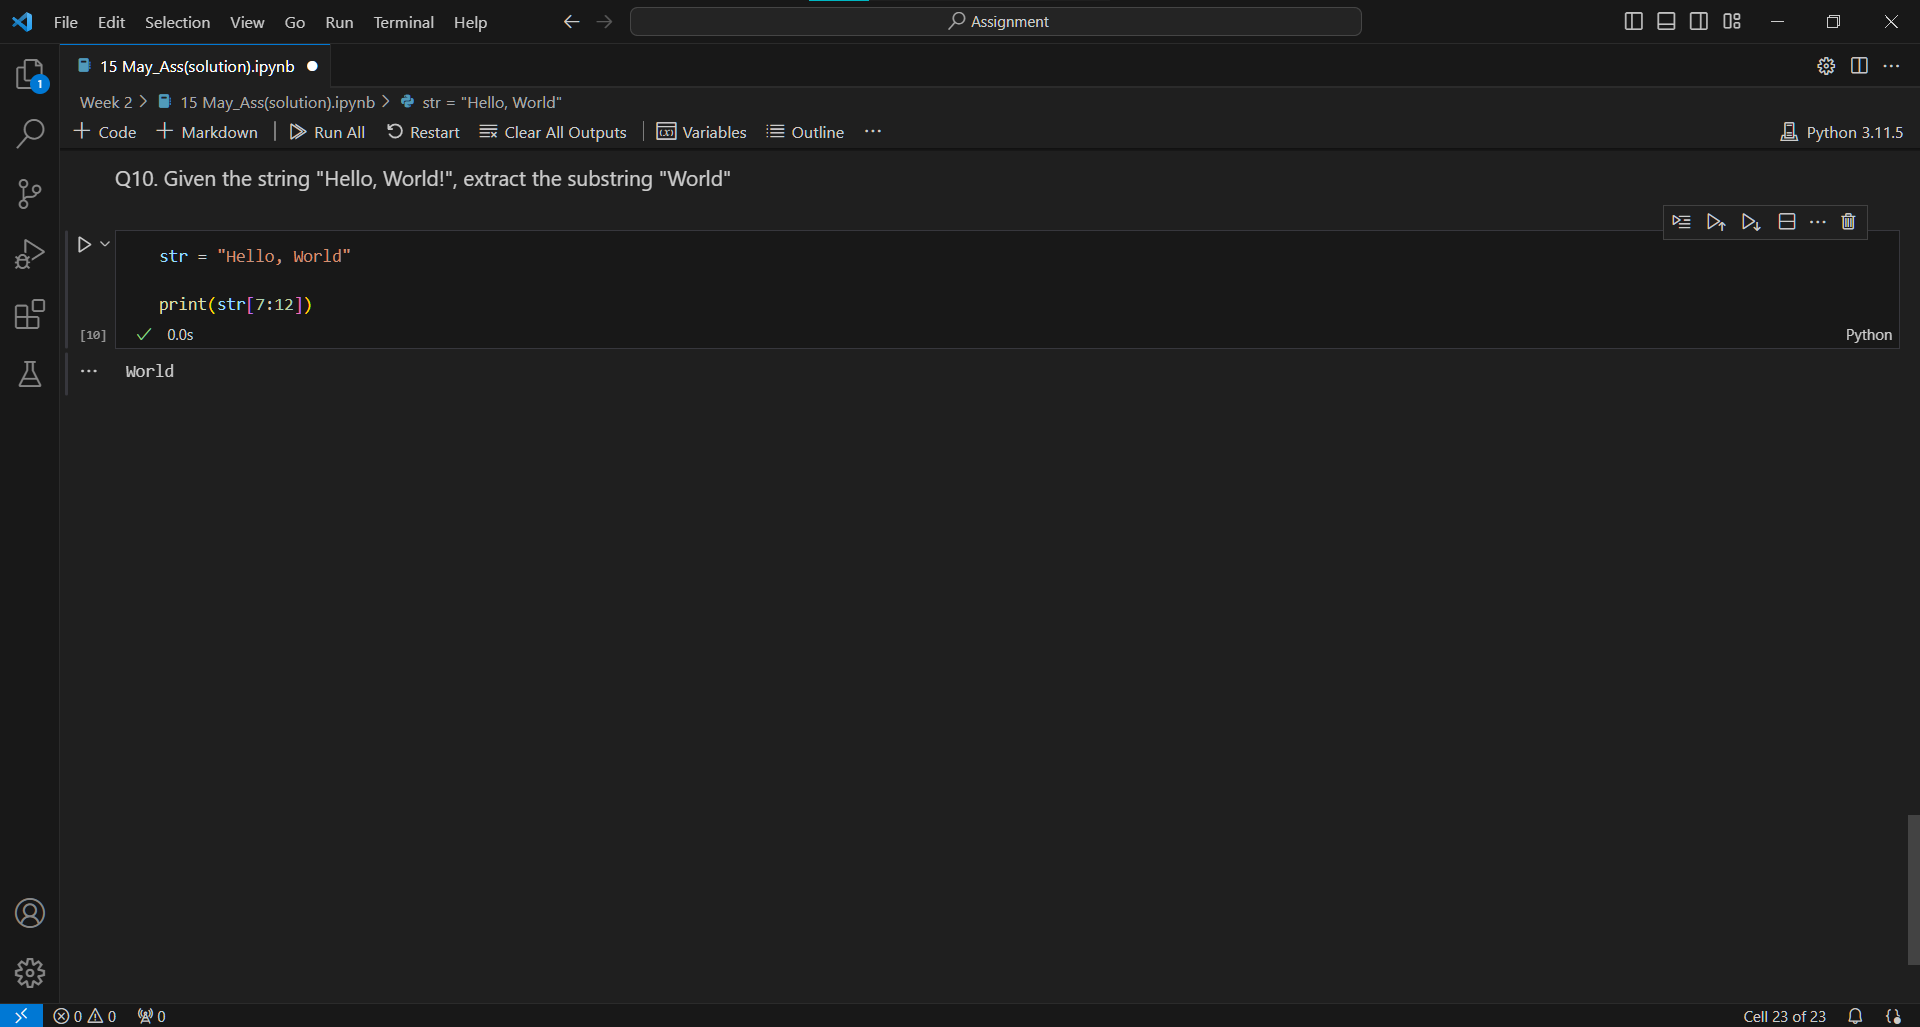 File Edit Selection View Go Run Terminal Help
Assignment
1
15 May_Ass(solution).ipynb
Week 2 > 15 May_Ass(solution).ipynb > str = "Hello, World"
+ Code + Markdown | Run All Restart Clear All Outputs | Variables Outline ...
Python 3.11.5
Q10. Given the string "Hello, World!", extract the substring "World"
str = "Hello, World"
print(str[7:12])
[10] ✓ 0.0s
Python
... World
0 0 0
Cell 23 of 23